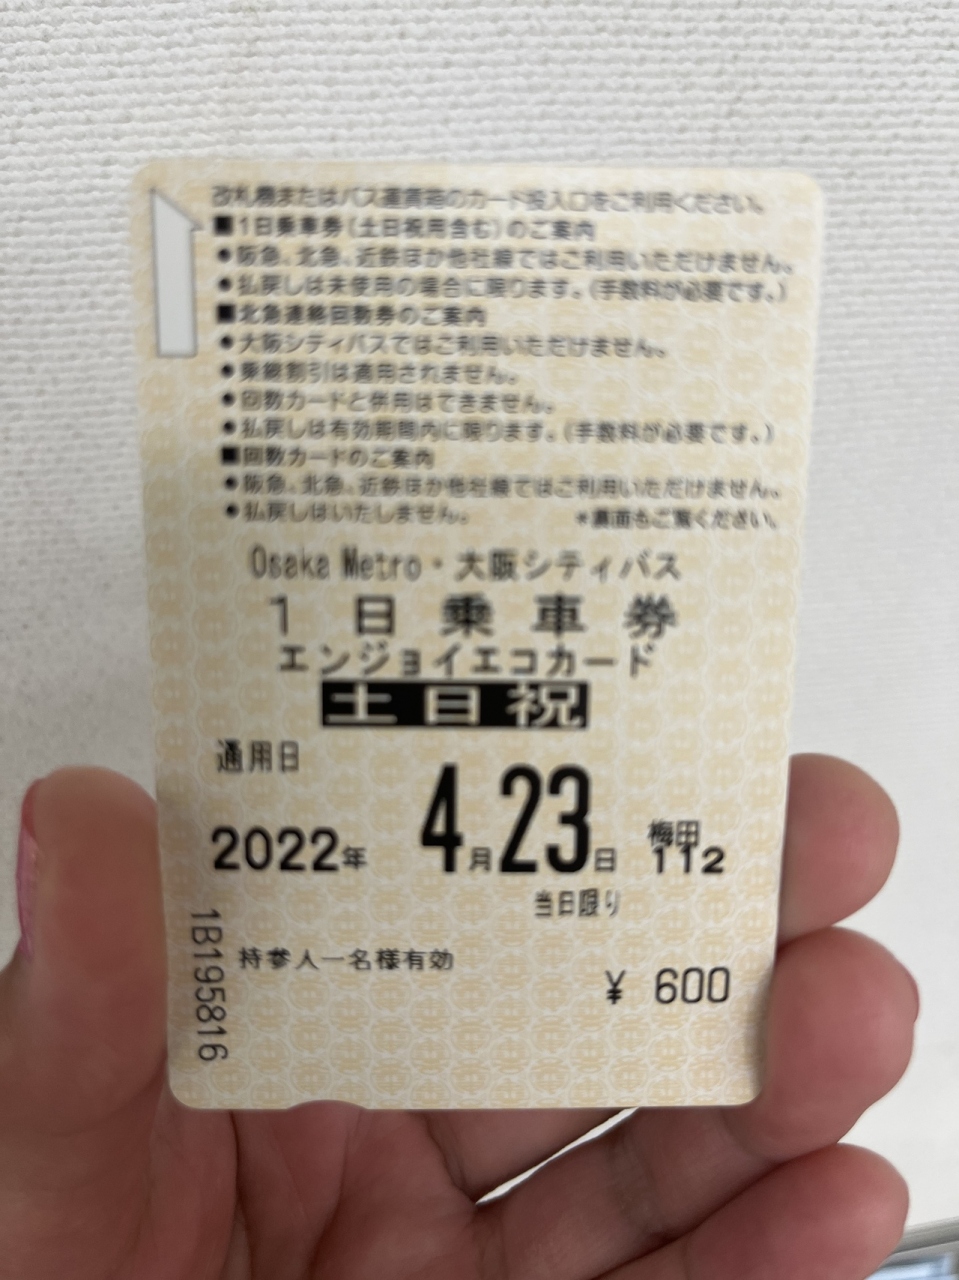 改札機またはバス運賃箱のカード投入口をご利用ください。
■1日乗車券(土日祝用含む)のご案内
●阪急、北急、近鉄ほか他社線ではご利用いただけません。
●払戻しは未使用の場合に限ります。(手数料が必要です。)
■北急連絡回数券のご案内
●大阪シティバスではご利用いただけません。
●乗継割引は適用されません。
●回数カードと併用はできません。
●払戻しは有効期間内に限ります。(手数料が必要です。)
■回数カードのご案内
●阪急、北急、近鉄ほか他社線ではご利用いただけません。
●払戻しはいたしません。 *裏面もご覧ください。
Osaka Metro・大阪シティバス
1日乗車券
エンジョイエコカード
土日祝
通用日
2022年 4月23日
梅田
112
当日限り
持参人一名様有効
¥ 600
1B195816